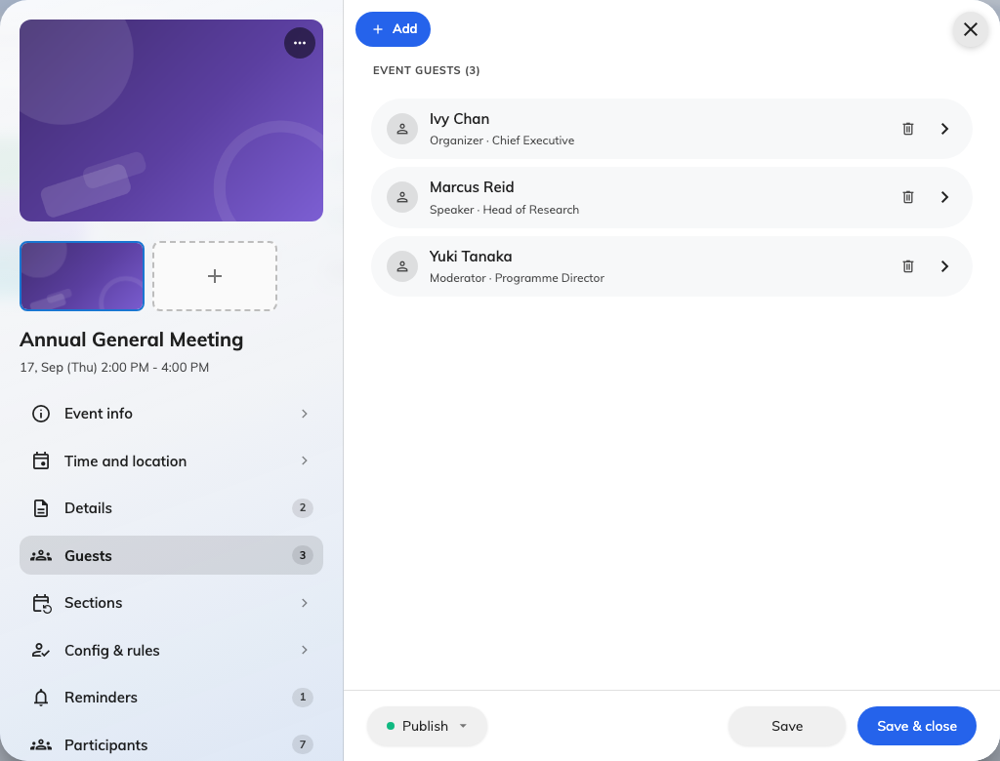 Annual General Meeting
17, Sep (Thu) 2:00 PM - 4:00 PM
Event info
Time and location
Details 2
Guests 3
Sections
Config & rules
Reminders 1
Participants 7
Add
EVENT GUESTS (3)
Ivy Chan
Organizer · Chief Executive
Marcus Reid
Speaker · Head of Research
Yuki Tanaka
Moderator · Programme Director
Publish
Save
Save & close